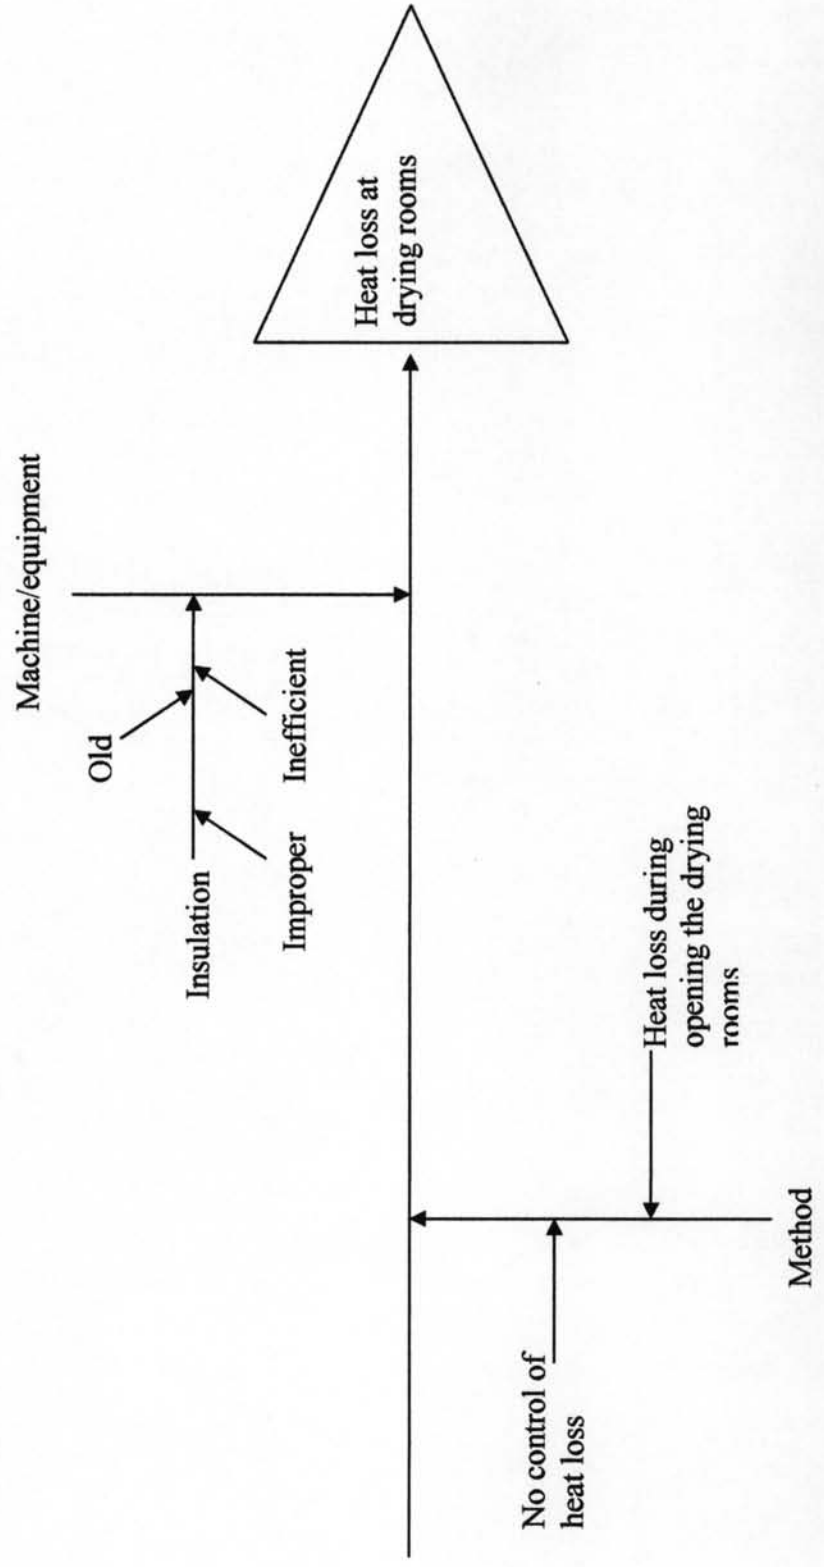 Machine/equipment
Old
Insulation
Improper
Inefficient
Heat loss at
drying rooms
No control of
heat loss
Heat loss during
opening the drying
rooms
Method